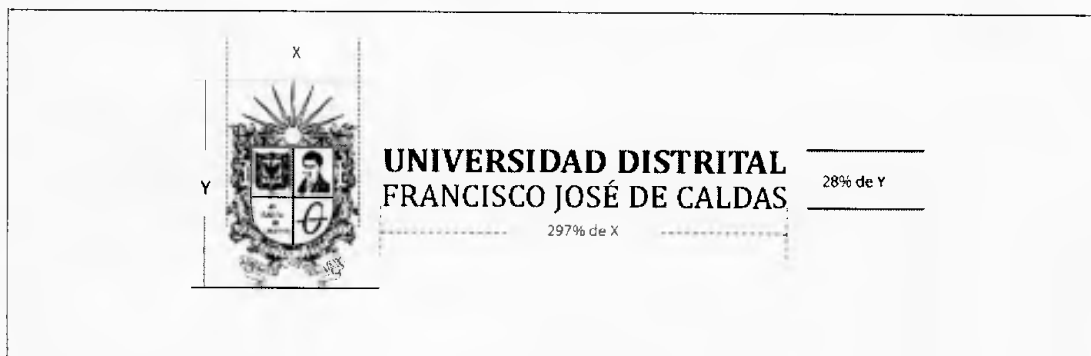 X
Y
UNIVERSIDAD DISTRITAL
FRANCISCO JOSÉ DE CALDAS
28% de Y
297% de X